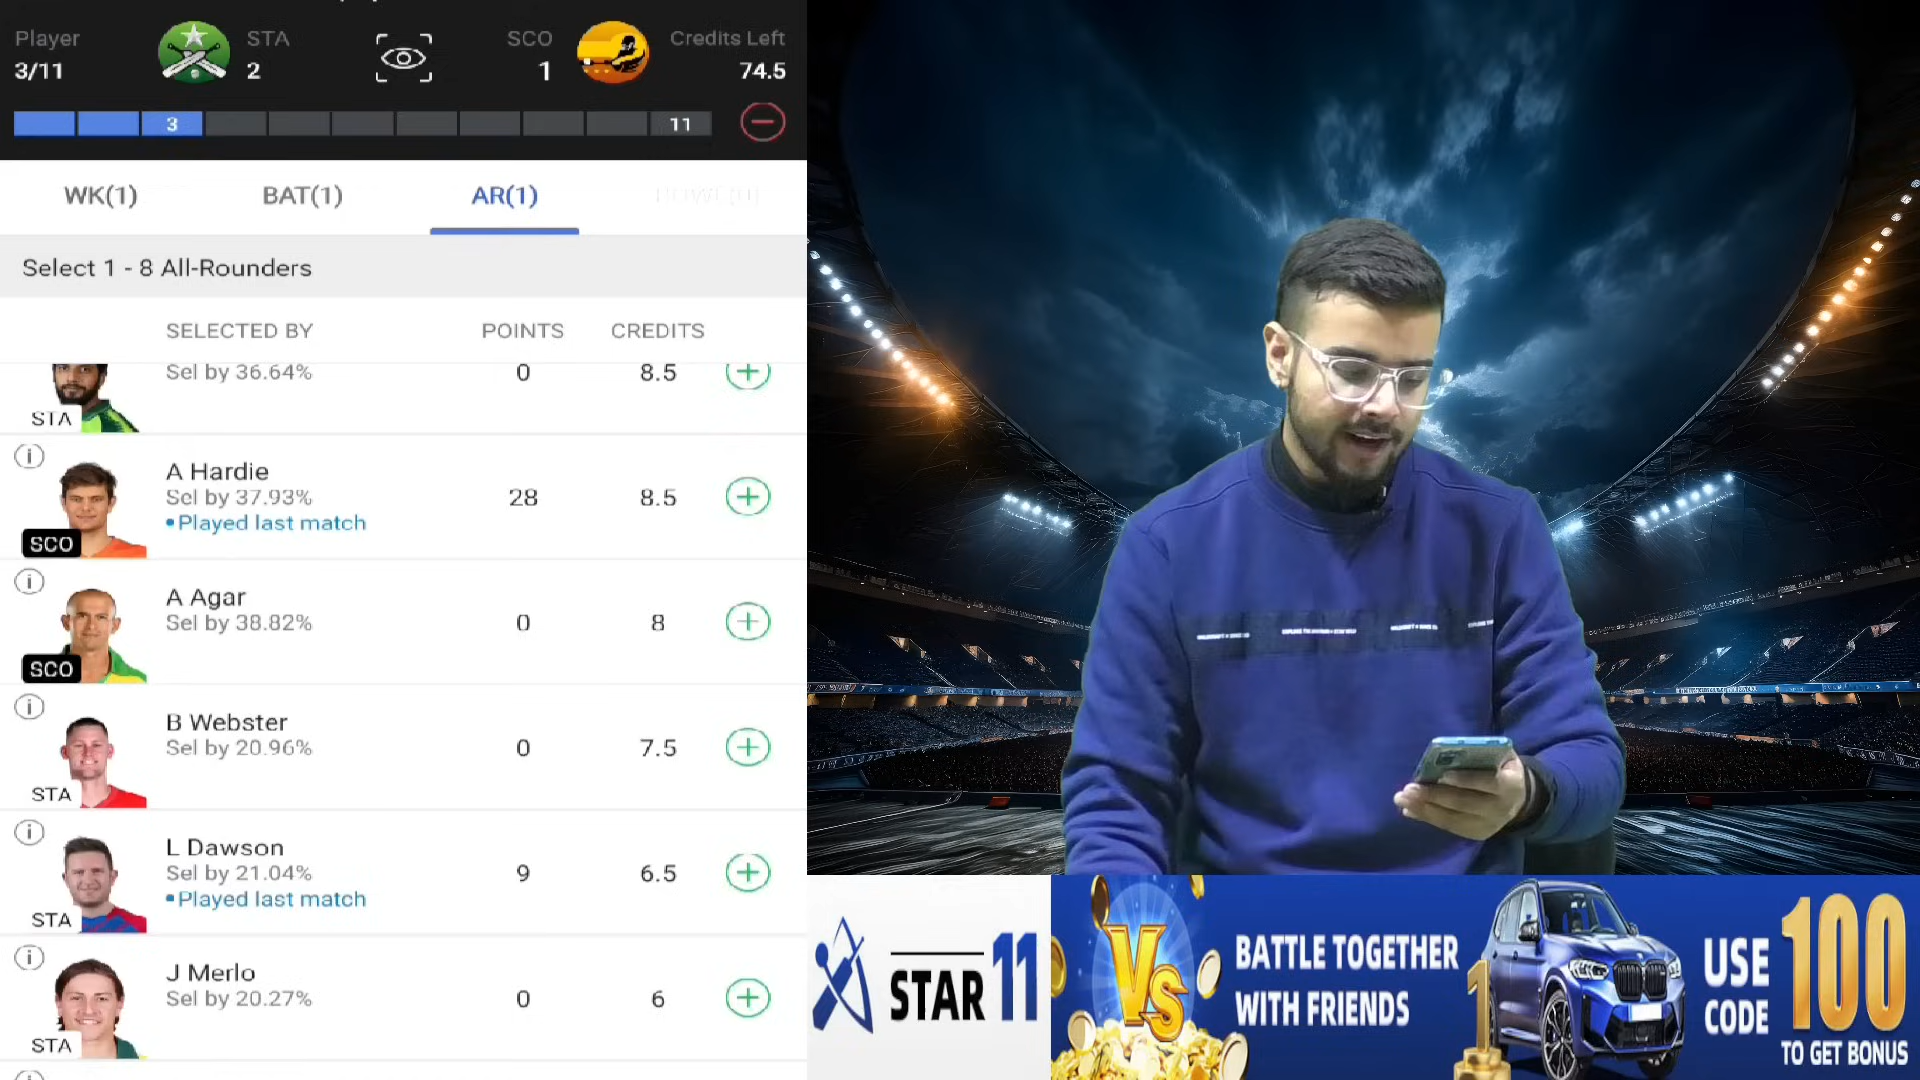 Player
3/11
STA
2
SCO
1
Credits Left
74.5
3
11
WK(1)
BAT(1)
AR(1)
BOWL(0)
Select 1 - 8 All-Rounders
SELECTED BY
POINTS
CREDITS
Sel by 36.64%
0
8.5
STA
A Hardie
Sel by 37.93%
Played last match
28
8.5
SCO
A Agar
Sel by 38.82%
0
8
SCO
B Webster
Sel by 20.96%
0
7.5
STA
L Dawson
Sel by 21.04%
Played last match
9
6.5
STA
J Merlo
Sel by 20.27%
0
6
STA
STAR 11
VS
BATTLE TOGETHER
WITH FRIENDS
1
USE
CODE
100
TO GET BONUS